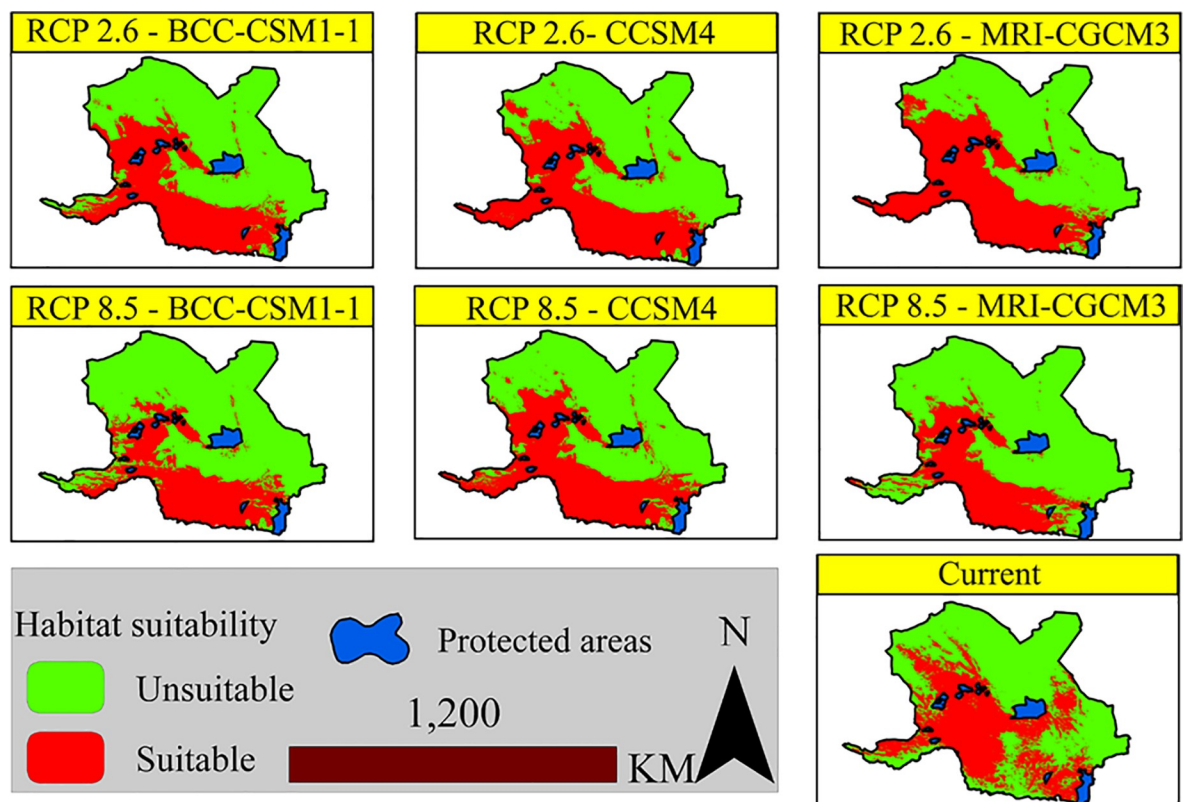 RCP 2.6 - BCC-CSM1-1
RCP 2.6- CCSM4
RCP 2.6 - MRI-CGCM3
RCP 8.5 - BCC-CSM1-1
RCP 8.5 - CCSM4
RCP 8.5 - MRI-CGCM3
Current
Habitat suitability
Protected areas
N
Unsuitable
1,200
Suitable
KM